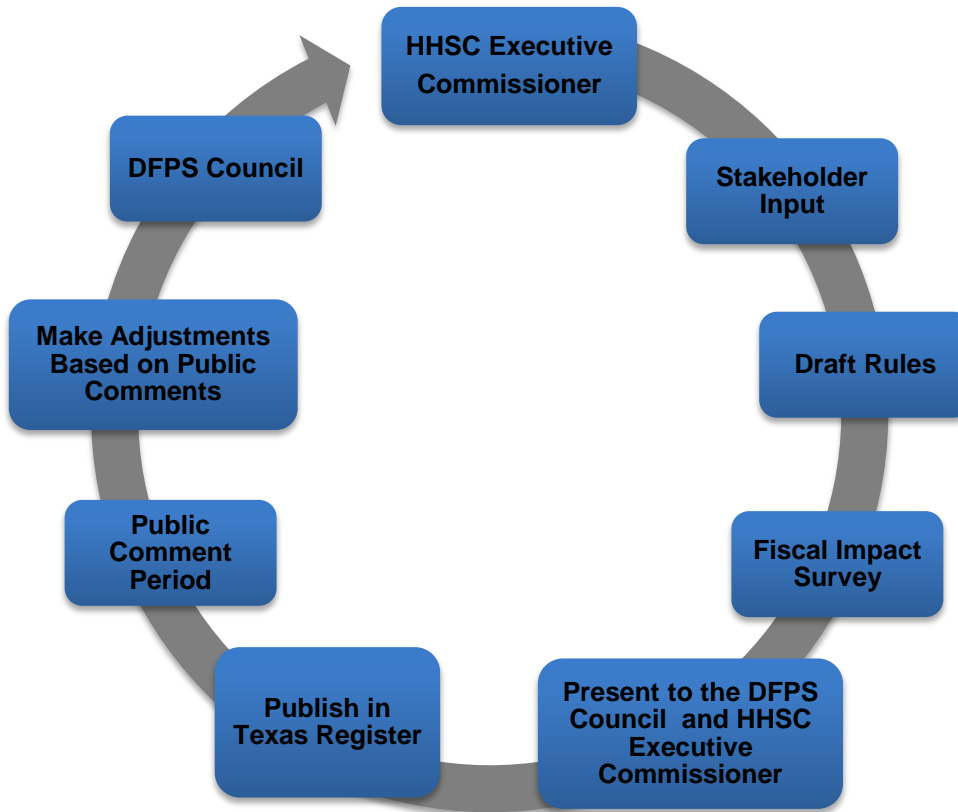 HHSC Executive
Commissioner
Stakeholder
Input
Draft Rules
Fiscal Impact
Survey
Present to the DFPS
Council and HHSC
Executive
Commissioner
Publish in
Texas Register
Public
Comment
Period
Make Adjustments
Based on Public
Comments
DFPS Council